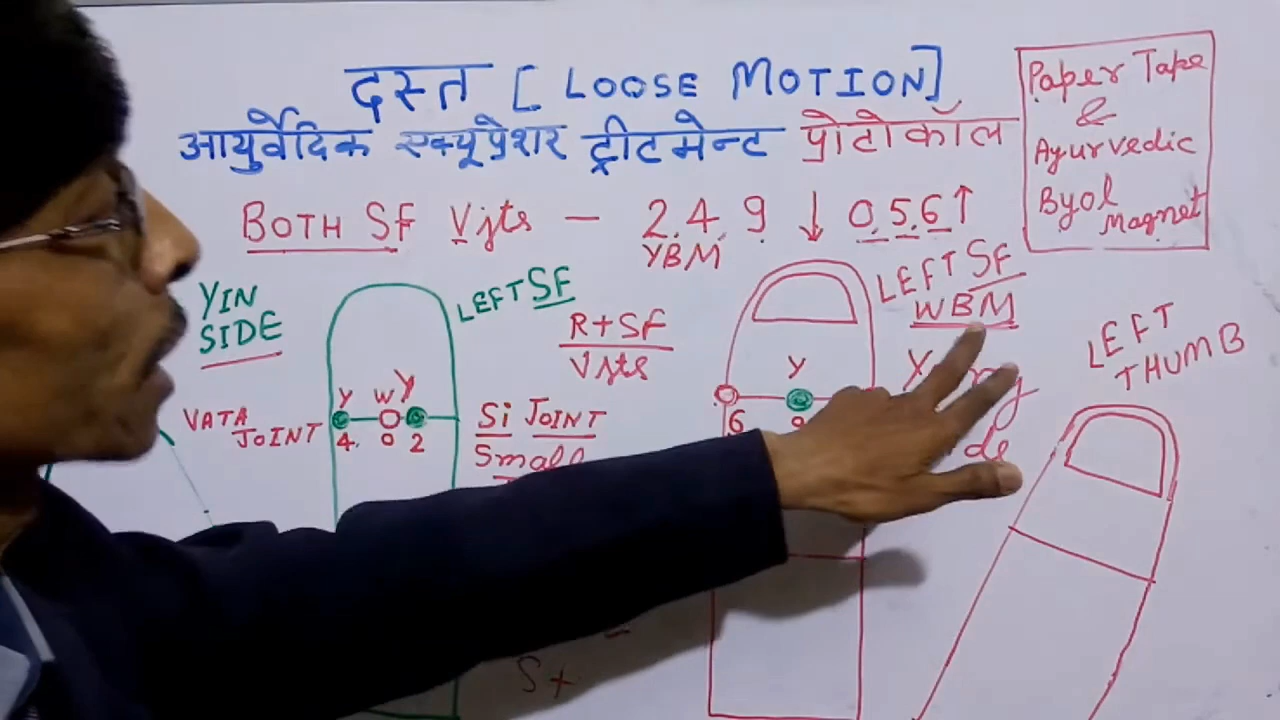 दस्त [LOOSE MOTION]
आयुर्वेदिक एक्यूप्रेशर ट्रीटमेन्ट प्रोटोकॉल
Paper Tape
&
Ayurvedic
Byol
Magnet
BOTH SF Vjts — 2.4.9 ↓ 0.5.6↑
YBM
YIN
SIDE
LEFT SF
R+SF
Vjts
LEFT SF
WBM
LEFT
THUMB
VATA
JOINT
Y W Y
4. 0 2
Si JOINT
Small
Y
6 9
Y
S+